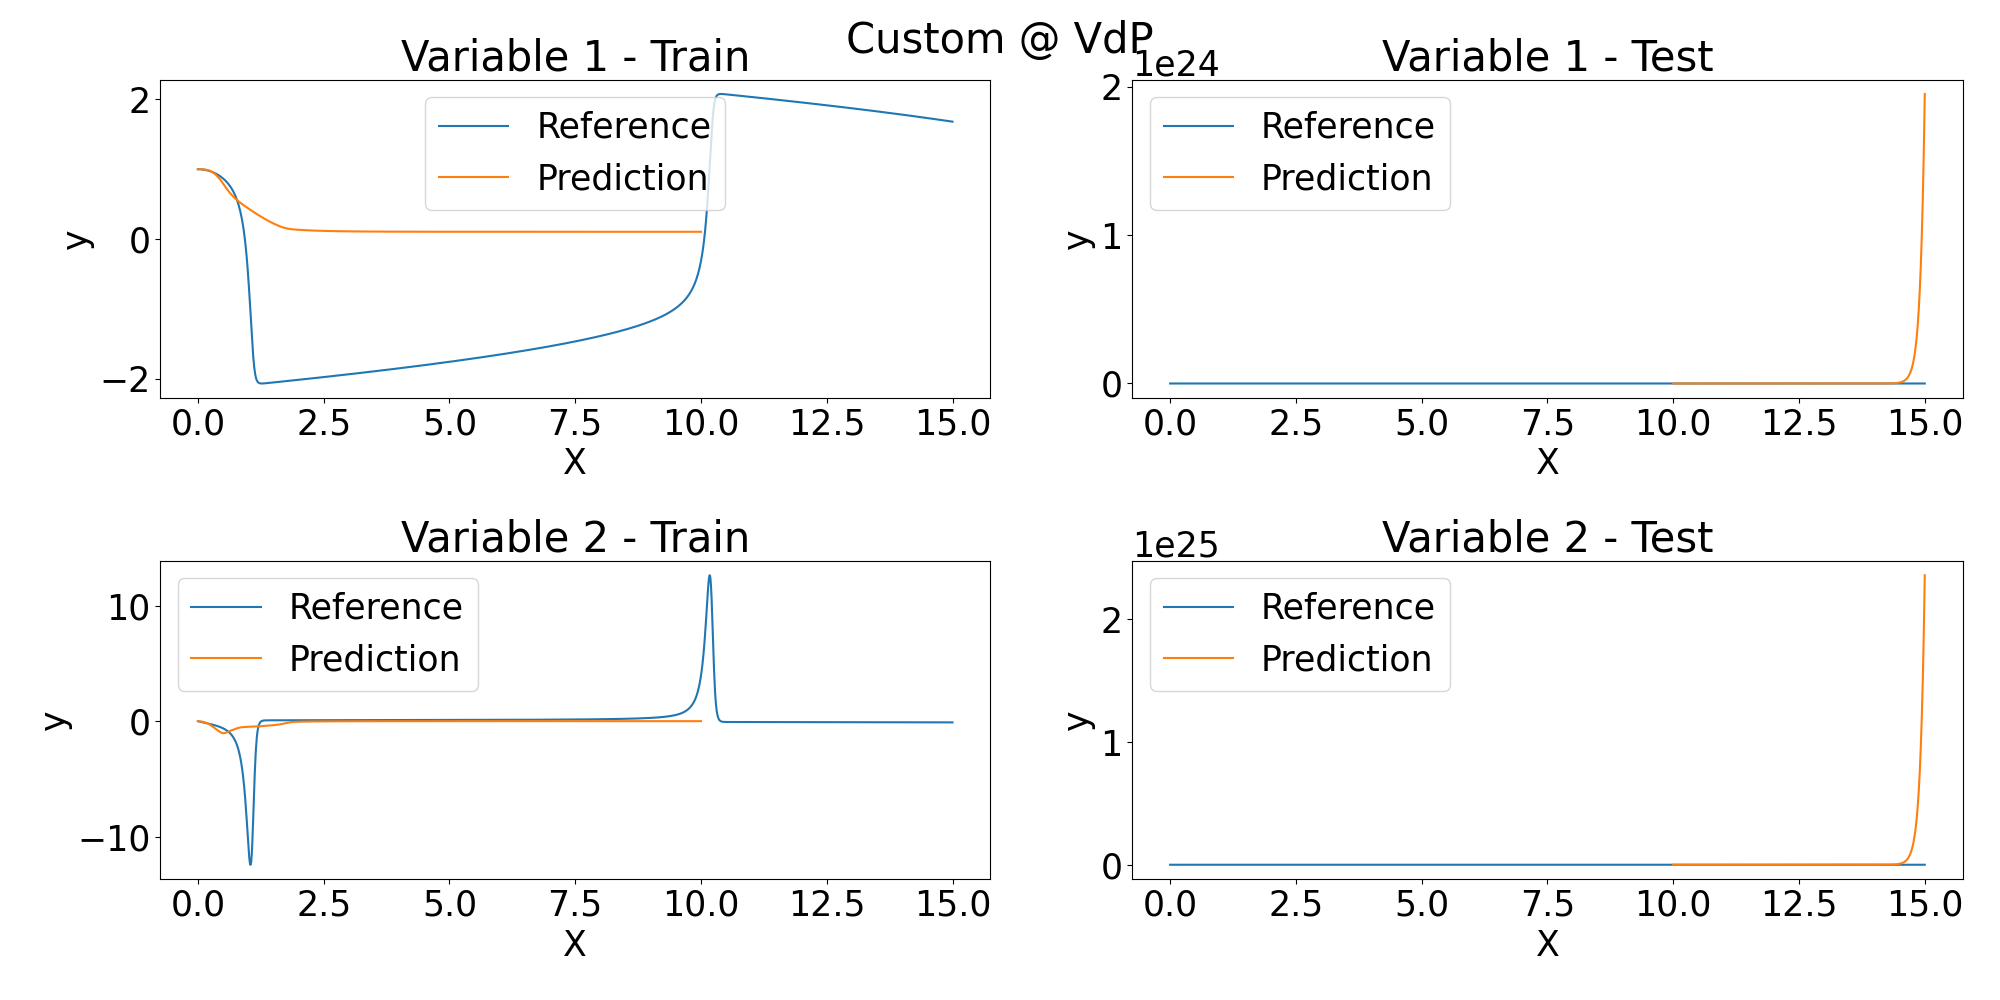 Custom @ VdP
Variable 1 - Train
Reference
Prediction
y
2
0
−2
0.0 2.5 5.0 7.5 10.0 12.5 15.0
X
Variable 1 - Test
1e24
Reference
Prediction
y
2
1
0
0.0 2.5 5.0 7.5 10.0 12.5 15.0
X
Variable 2 - Train
Reference
Prediction
y
10
0
−10
0.0 2.5 5.0 7.5 10.0 12.5 15.0
X
Variable 2 - Test
1e25
Reference
Prediction
y
2
1
0
0.0 2.5 5.0 7.5 10.0 12.5 15.0
X